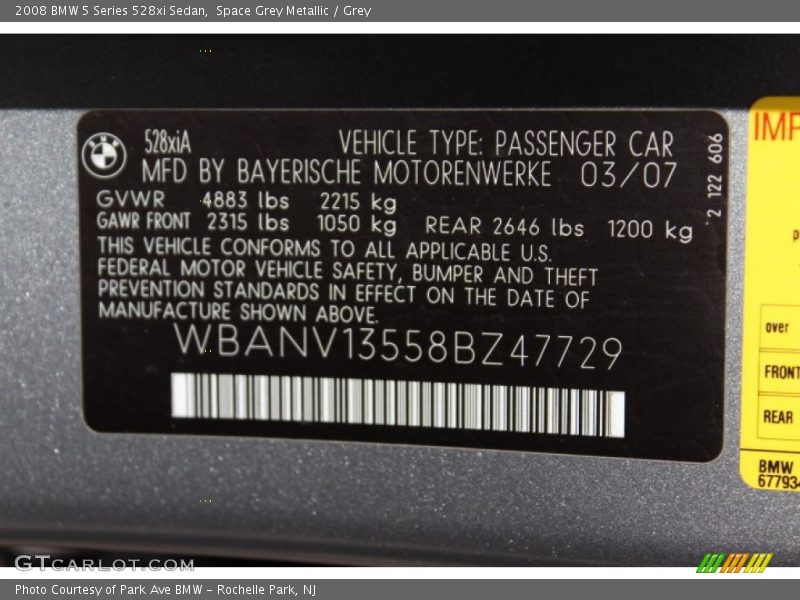 2008 BMW 5 Series 528xi Sedan, Space Grey Metallic / Grey
528xiA
VEHICLE TYPE: PASSENGER CAR
MFD BY BAYERISCHE MOTORENWERKE 03/07
GVWR 4883 lbs 2215 kg
GAWR FRONT 2315 lbs 1050 kg REAR 2646 lbs 1200 kg
THIS VEHICLE CONFORMS TO ALL APPLICABLE U.S.
FEDERAL MOTOR VEHICLE SAFETY, BUMPER AND THEFT
PREVENTION STANDARDS IN EFFECT ON THE DATE OF
MANUFACTURE SHOWN ABOVE.
WBANV13558BZ47729
2 122 606
over
FRONT
REAR
BMW
GTcarlot.com
Photo Courtesy of Park Ave BMW - Rochelle Park, NJ